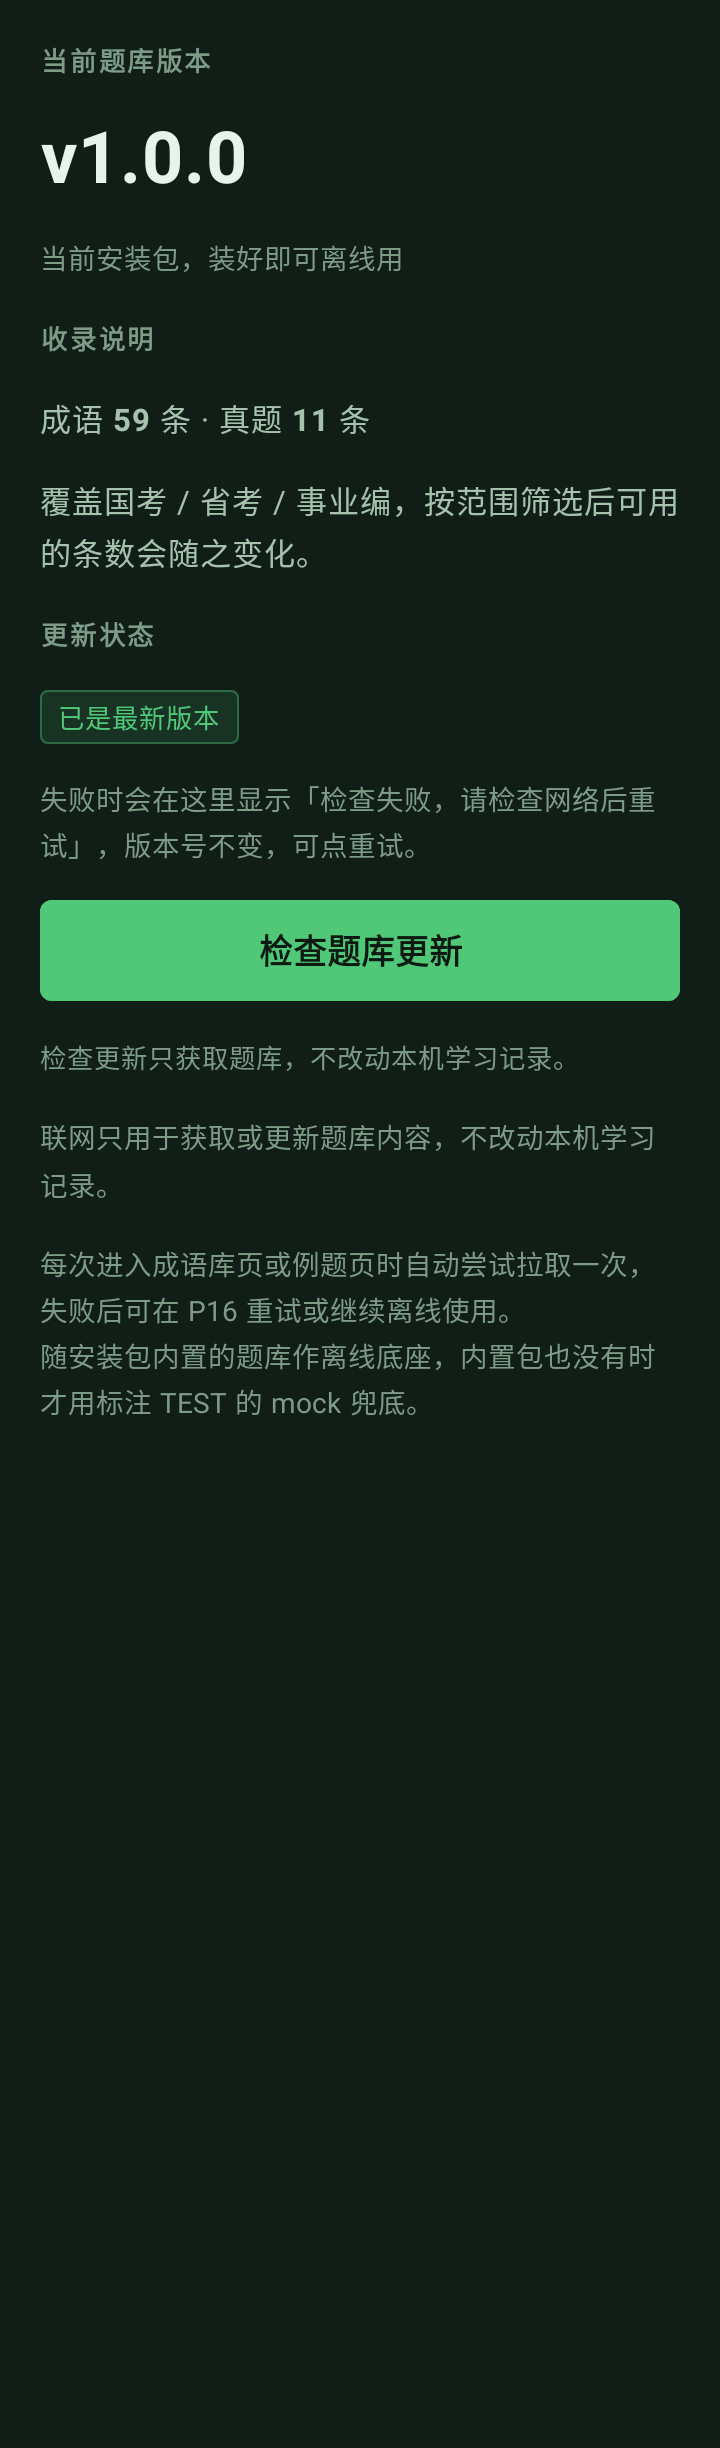 当前题库版本
v1.0.0
当前安装包，装好即可离线用
收录说明
成语 59 条 · 真题 11 条
覆盖国考 / 省考 / 事业编，按范围筛选后可用
的条数会随之变化。
更新状态
已是最新版本
失败时会在这里显示「检查失败，请检查网络后重
试」，版本号不变，可点重试。
检查题库更新
检查更新只获取题库，不改动本机学习记录。
联网只用于获取或更新题库内容，不改动本机学习
记录。
每次进入成语库页或例题页时自动尝试拉取一次，
失败后可在 P16 重试或继续离线使用。
随安装包内置的题库作离线底座，内置包也没有时
才用标注 TEST 的 mock 兜底。